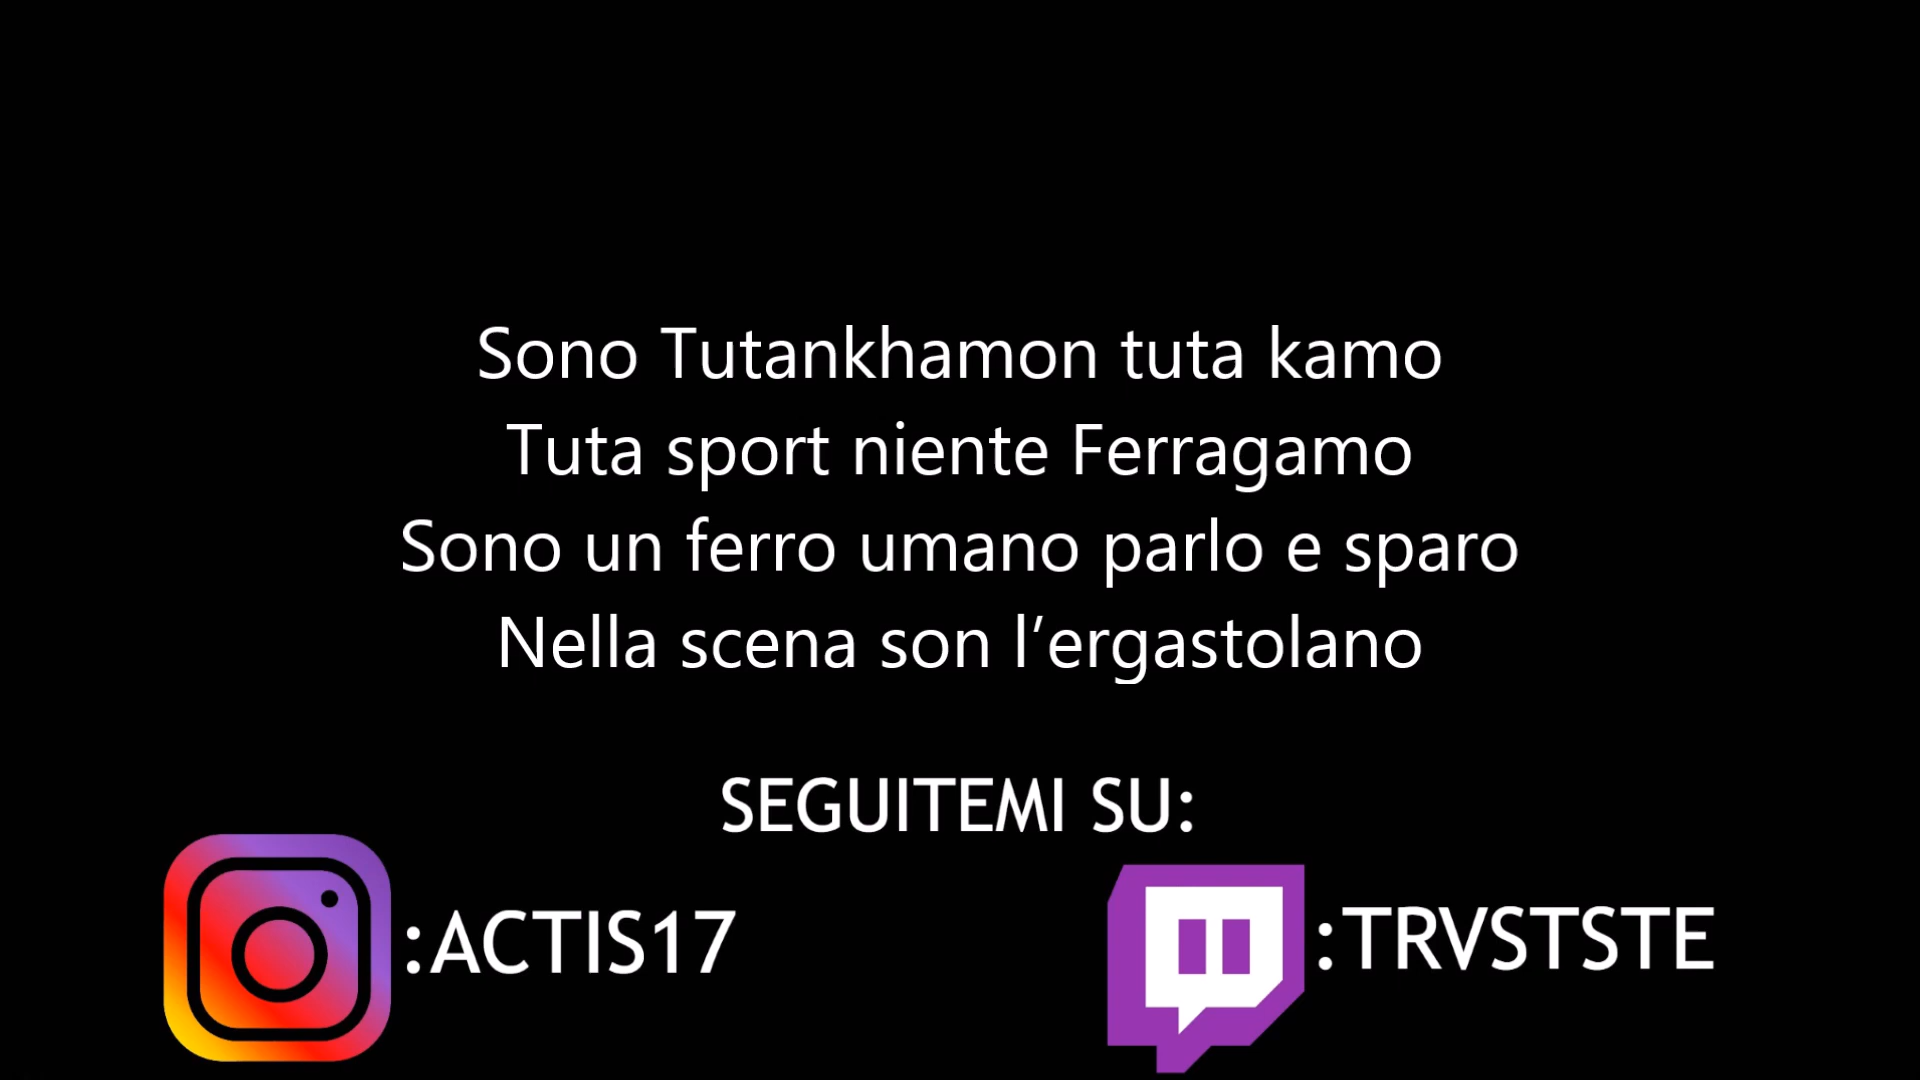 Sono Tutankhamon tuta kamo
Tuta sport niente Ferragamo
Sono un ferro umano parlo e sparo
Nella scena son l’ergastolano
SEGUITEMI SU:
:ACTIS17
:TRVSTSTE